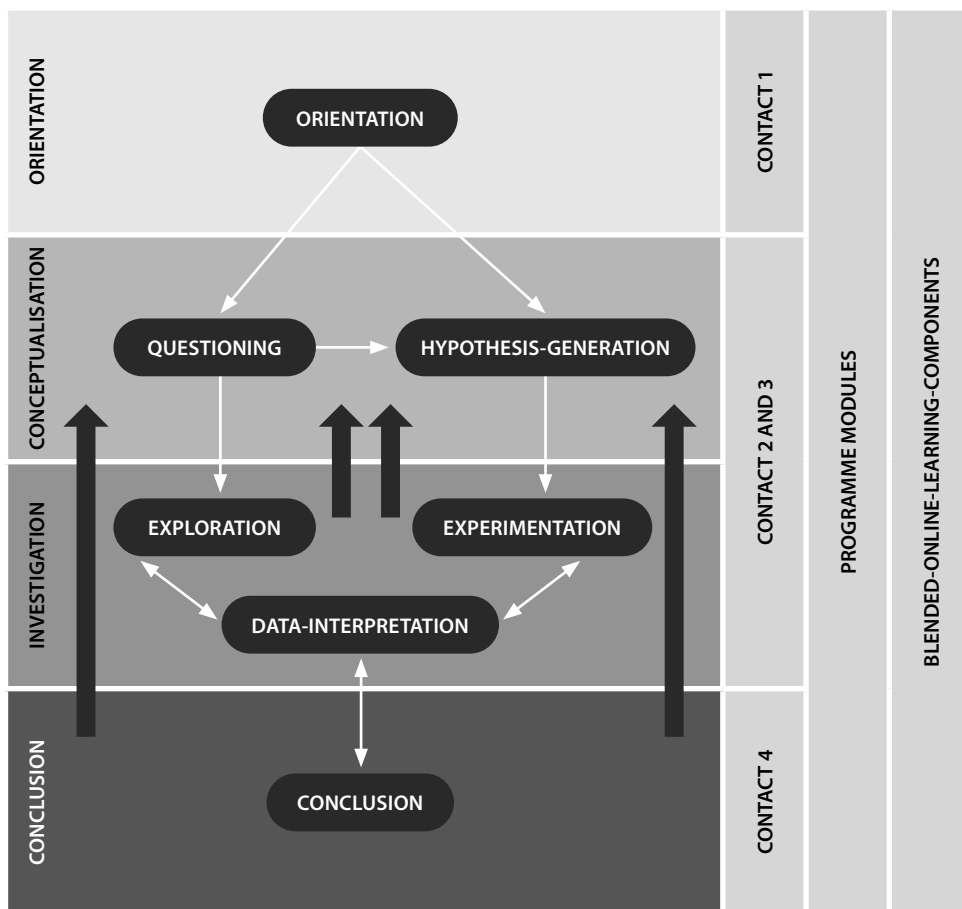 ORIENTATION
ORIENTATION
CONTACT 1
CONCEPTUALISATION
QUESTIONING
HYPOTHESIS-GENERATION
CONTACT 2 AND 3
INVESTIGATION
EXPLORATION
EXPERIMENTATION
DATA-INTERPRETATION
CONCLUSION
CONCLUSION
CONTACT 4
PROGRAMME MODULES
BLENDED-ONLINE-LEARNING-COMPONENTS